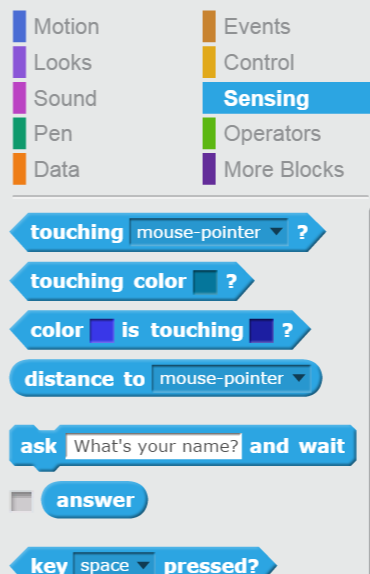 Motion Events
Looks Control
Sound Sensing
Pen Operators
Data More Blocks
touching mouse-pointer ?
touching color ?
color is touching ?
distance to mouse-pointer
ask What's your name? and wait
answer
key space pressed?